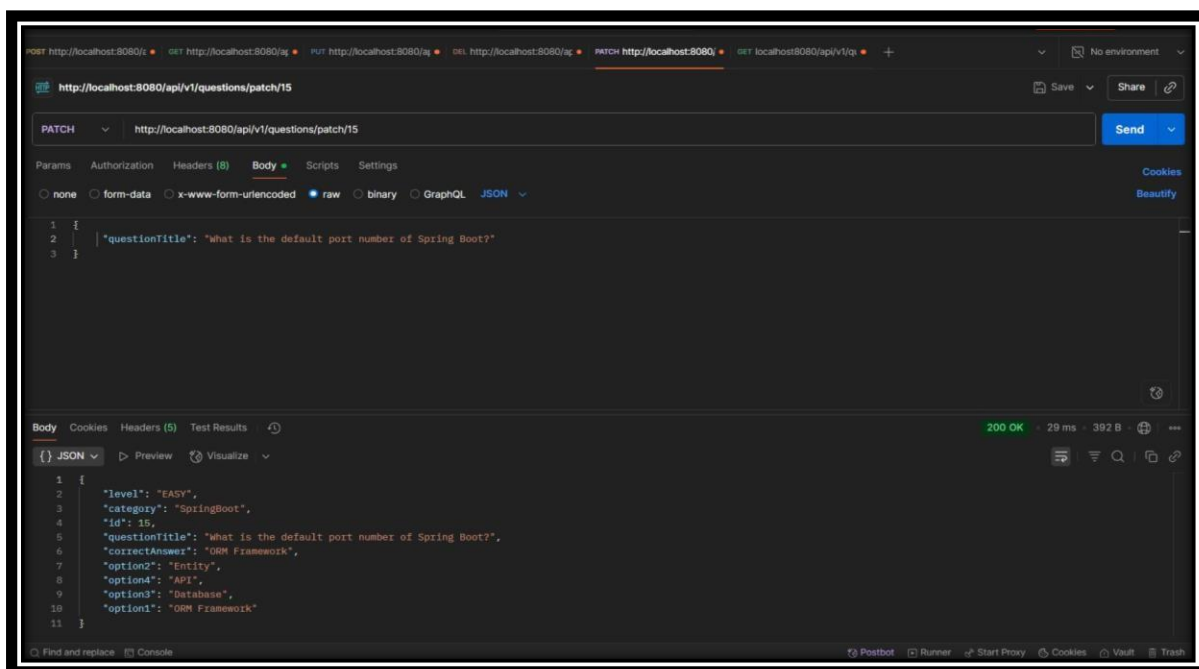 POST http://localhost:8080/a GET http://localhost:8080/ap PUT http://localhost:8080/ap DEL http://localhost:8080/ap PATCH http://localhost:8080/ GET localhost8080/api/v1/qu + No environment
HTTP http://localhost:8080/api/v1/questions/patch/15 Save Share
PATCH http://localhost:8080/api/v1/questions/patch/15 Send
Params Authorization Headers (8) Body Scripts Settings Cookies
none form-data x-www-form-urlencoded raw binary GraphQL JSON Beautify
1 {
2 "questionTitle": "What is the default port number of Spring Boot?"
3 }
Body Cookies Headers (5) Test Results 200 OK 29 ms 392 B
{} JSON Preview Visualize
1 {
2 "level": "EASY",
3 "category": "SpringBoot",
4 "id": 15,
5 "questionTitle": "What is the default port number of Spring Boot?",
6 "correctAnswer": "ORM Framework",
7 "option2": "Entity",
8 "option4": "API",
9 "option3": "Database",
10 "option1": "ORM Framework"
11 }
Find and replace Console Postbot Runner Start Proxy Cookies Vault Trash